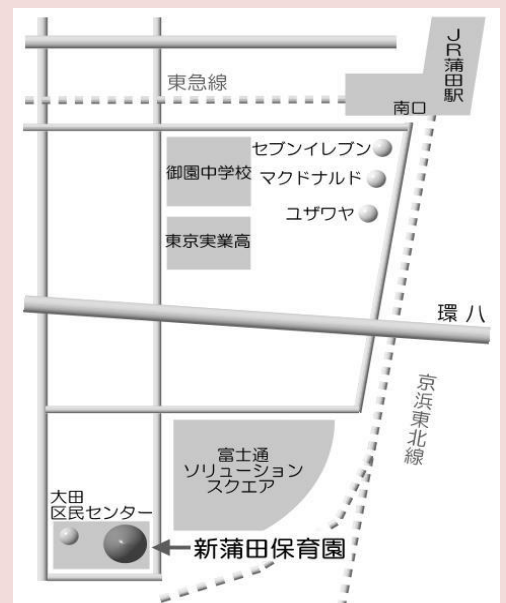 JR蒲田駅
東急線
南口
セブンイレブン
御園中学校
マクドナルド
ユザワヤ
東京実業高
環八
京浜東北線
富士通
ソリューション
スクエア
大田
区民センター
新蒲田保育園